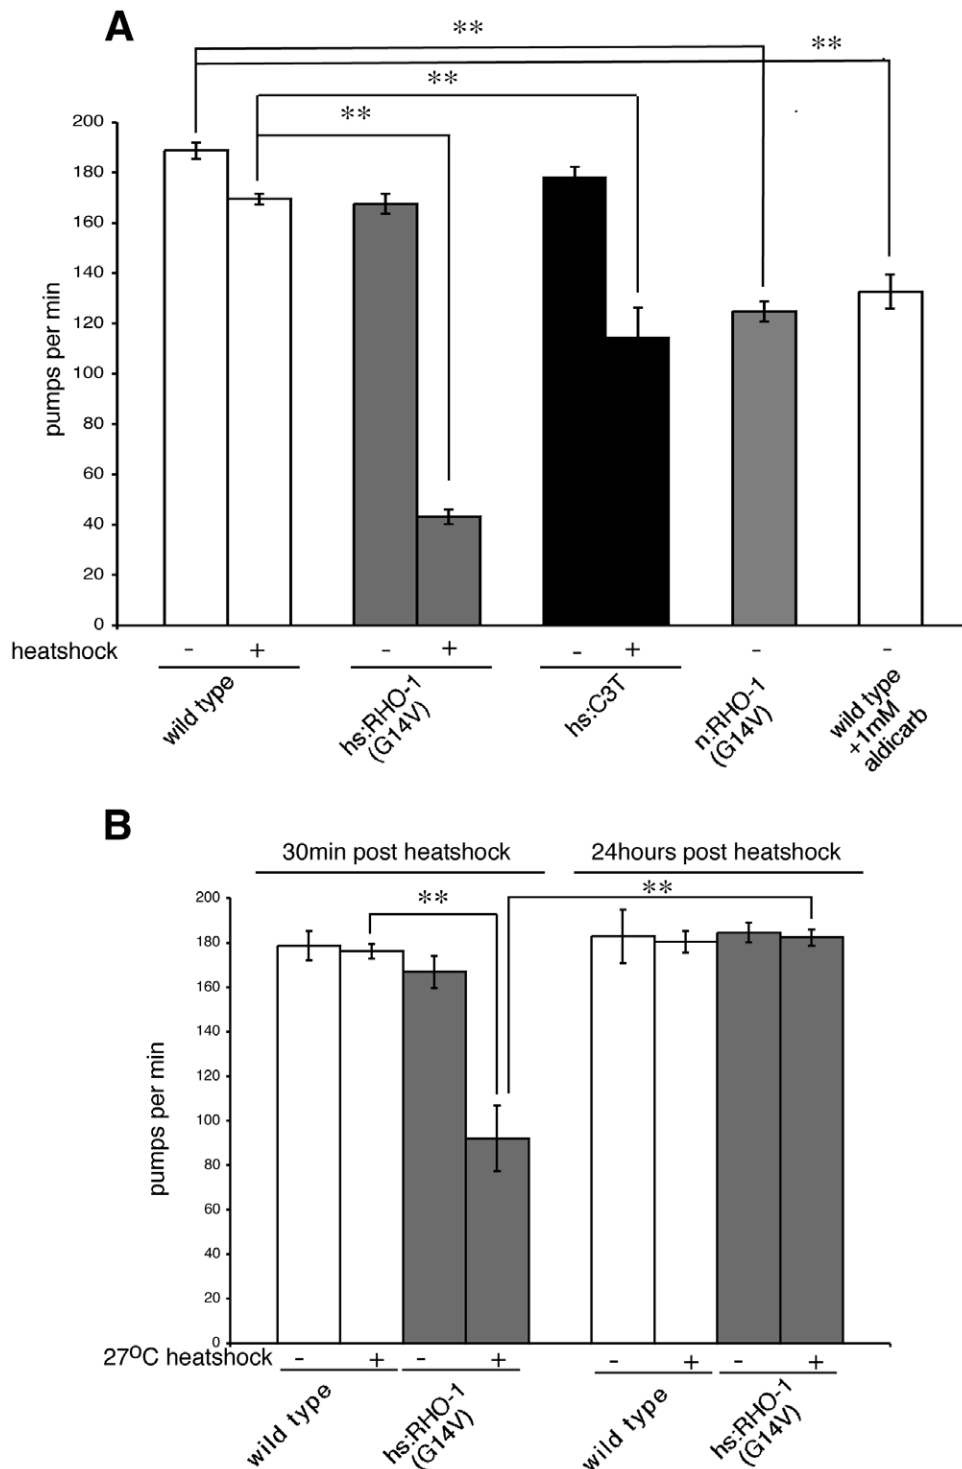 A
**
**
**
**
200
180
160
140
120
100
80
60
40
20
0
pumps per min
heatshock - + - + - + - -
wild type
hs:RHO-1
(G14V)
hs:C3T
n:RHO-1
(G14V)
wild type
+1mM
aldicarb
B
30min post heatshock
24hours post heatshock
**
**
200
180
160
140
120
100
80
60
40
20
0
pumps per min
27ºC heatshock - + - + - + - +
wild type
hs:RHO-1
(G14V)
wild type
hs:RHO-1
(G14V)